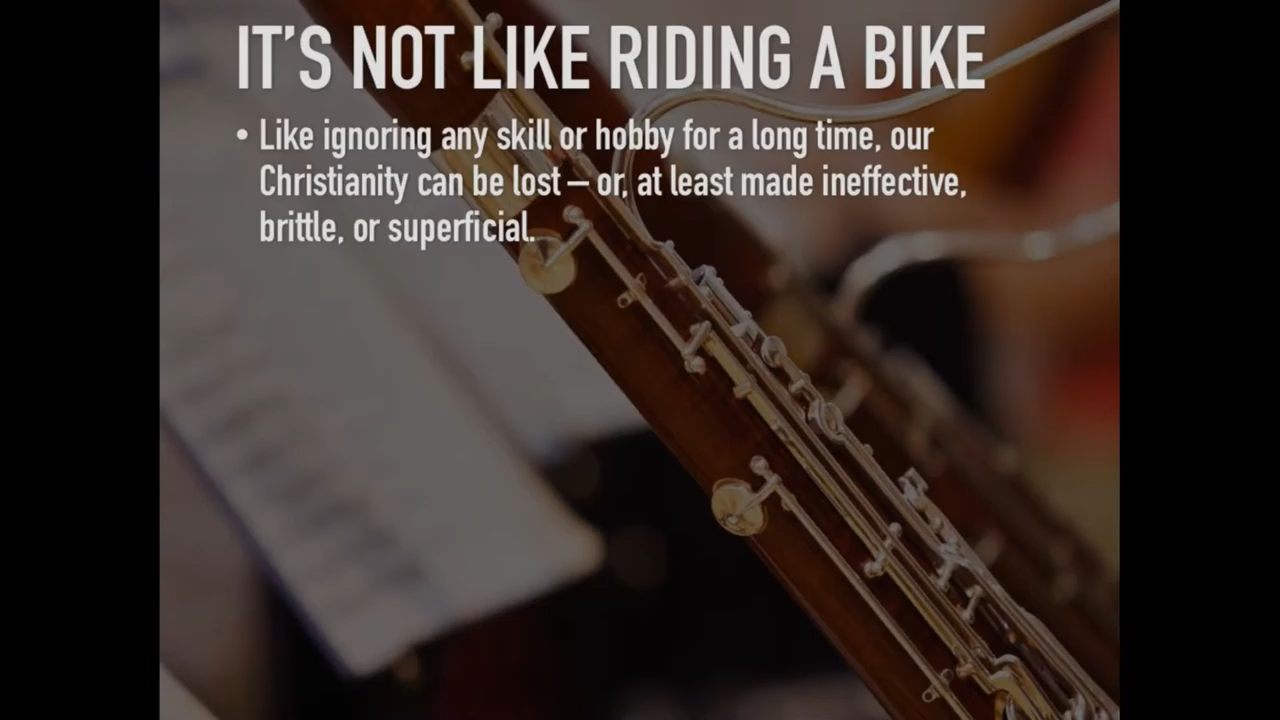 IT'S NOT LIKE RIDING A BIKE
• Like ignoring any skill or hobby for a long time, our
Christianity can be lost – or, at least made ineffective,
brittle, or superficial.